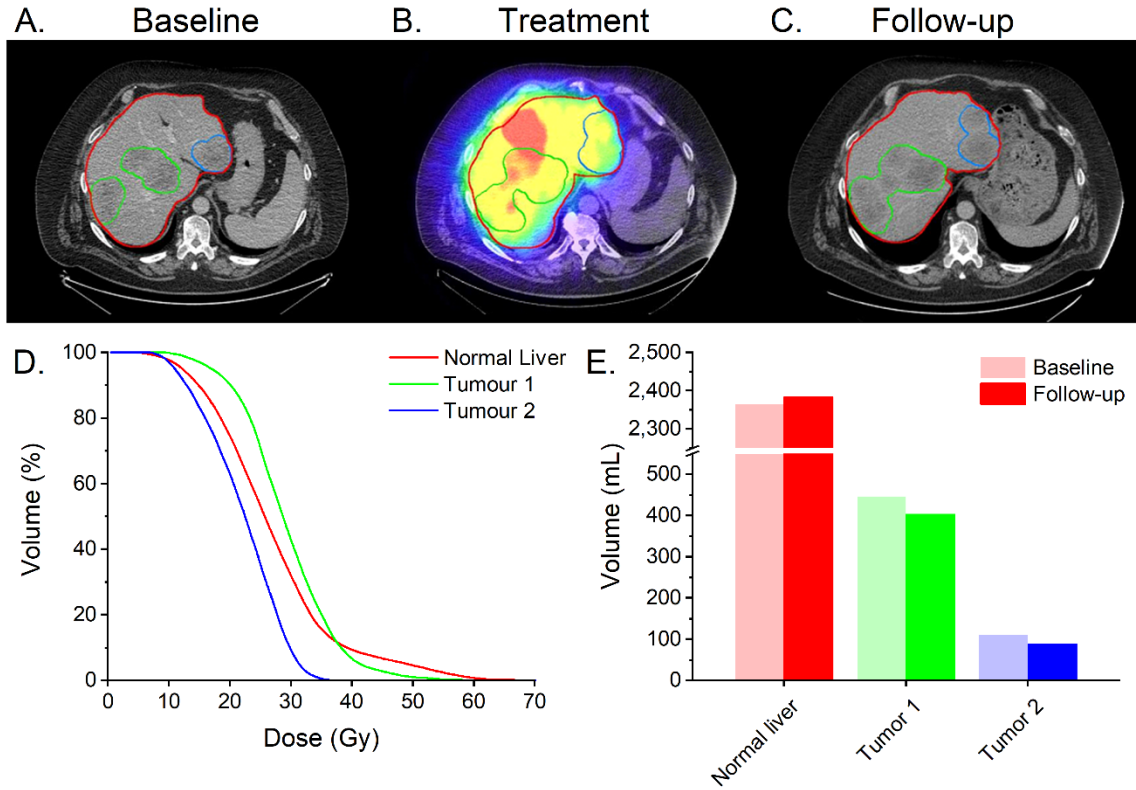 A. Baseline
B. Treatment
C. Follow-up
D.
100
80
60
40
20
0
Volume (%)
0 10 20 30 40 50 60 70
Dose (Gy)
Normal Liver
Tumour 1
Tumour 2
E.
2,500
2,400
2,300
500
400
300
200
100
0
Volume (mL)
Baseline
Follow-up
Normal liver
Tumor 1
Tumor 2